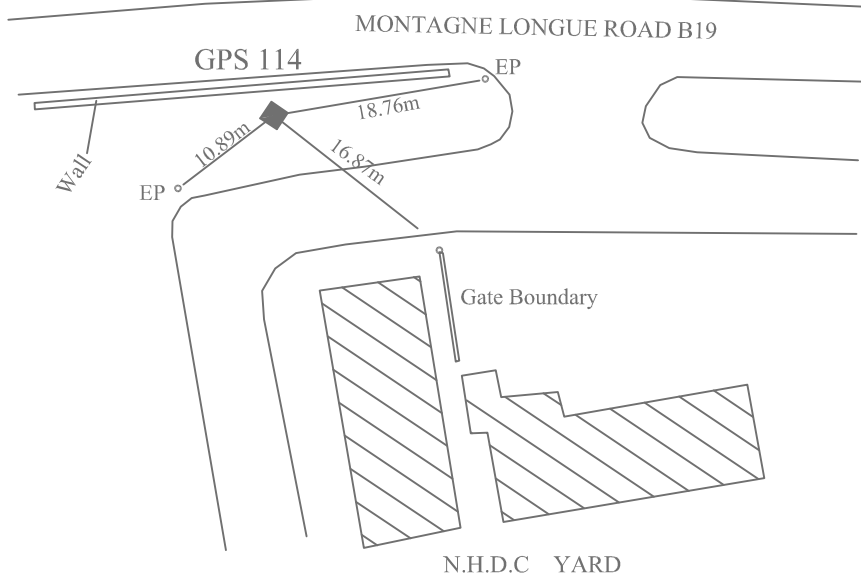 MONTAGNE LONGUE ROAD B19
GPS 114
EP
18.76m
10.89m
16.87m
Wall
EP
Gate Boundary
N.H.D.C YARD